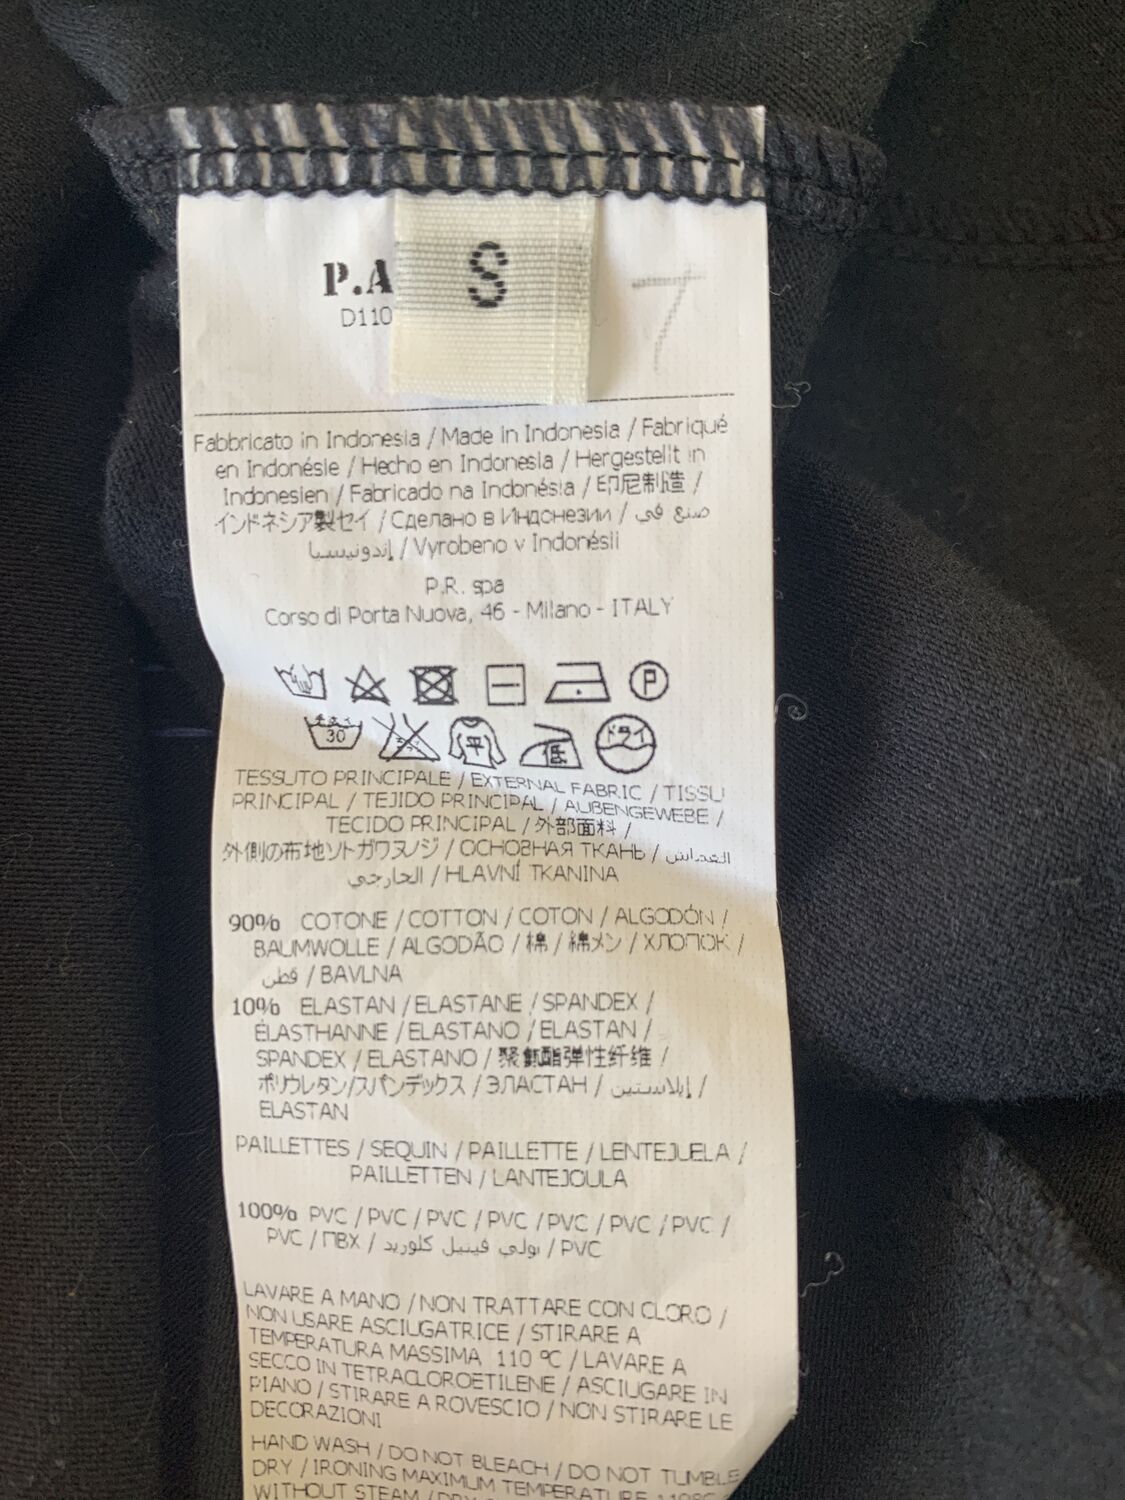 P.A
S
D110
7
Fabbricato in Indonesia / Made in Indonesia / Fabriqué
en Indonésie / Hecho en Indonesia / Hergestellt in
Indonesien / Fabricado na Indonésia / 印尼制造 /
インドネシア製セイ / Сделано в Индонезии / صنع في
إندونيسيا / Vyrobeno v Indonésii
P.R. spa
Corso di Porta Nuova, 46 - Milano - ITALY
P
30 平 低 ドライ
TESSUTO PRINCIPALE / EXTERNAL FABRIC / TISSU
PRINCIPAL / TEJIDO PRINCIPAL / AUßENGEWEBE /
TECIDO PRINCIPAL / 外部面料 /
外側の布地ソトガワヌノジ / ОСНОВНАЯ ТКАНЬ / القماش
الخارجي / HLAVNÍ TKANINA
90% COTONE / COTTON / COTON / ALGODÓN /
BAUMWOLLE / ALGODÃO / 棉 / 綿メン / ХЛОПОК /
قطن / BAVLNA
10% ELASTAN / ELASTANE / SPANDEX /
ÉLASTHANNE / ELASTANO / ELASTAN /
SPANDEX / ELASTANO / 聚氨酯弹性纤维 /
ポリウレタン/スパンデックス / ЭЛАСТАН / إيلاستين /
ELASTAN
PAILLETTES / SEQUIN / PAILLETTE / LENTEJUELA /
PAILLETTEN / LANTEJOULA
100% PVC / PVC / PVC / PVC / PVC / PVC / PVC /
PVC / ПВХ / بولي فينيل كلوريد / PVC
LAVARE A MANO / NON TRATTARE CON CLORO /
NON USARE ASCIUGATRICE / STIRARE A
TEMPERATURA MASSIMA 110 °C / LAVARE A
SECCO IN TETRACLOROETILENE / ASCIUGARE IN
PIANO / STIRARE A ROVESCIO / NON STIRARE LE
DECORAZIONI
HAND WASH / DO NOT BLEACH / DO NOT TUMBLE
DRY / IRONING MAXIMUM TEMPERATURE 110°C
WITHOUT STEAM / DRY